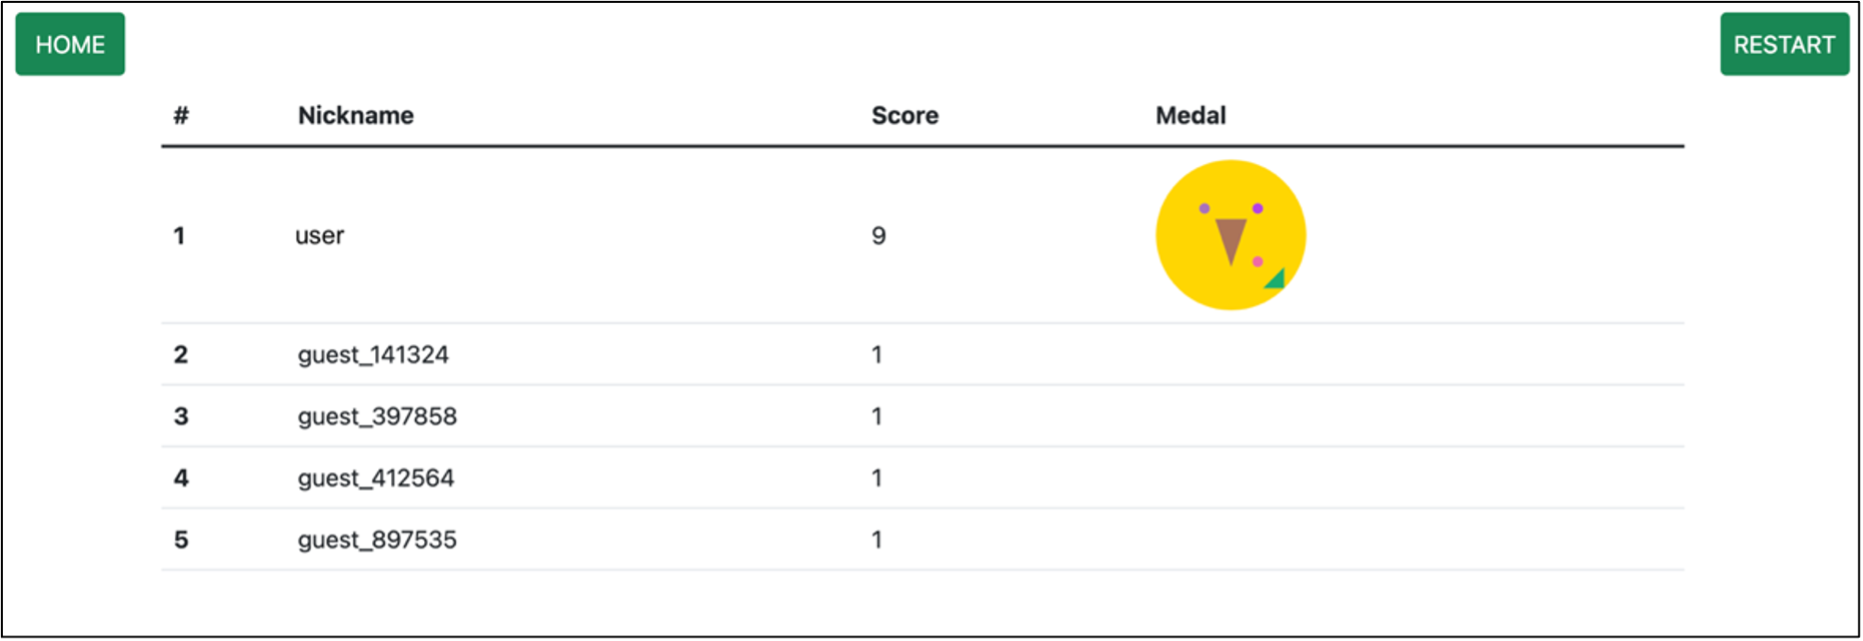 HOME RESTART
# Nickname Score Medal
1 user 9
2 guest_141324 1
3 guest_397858 1
4 guest_412564 1
5 guest_897535 1